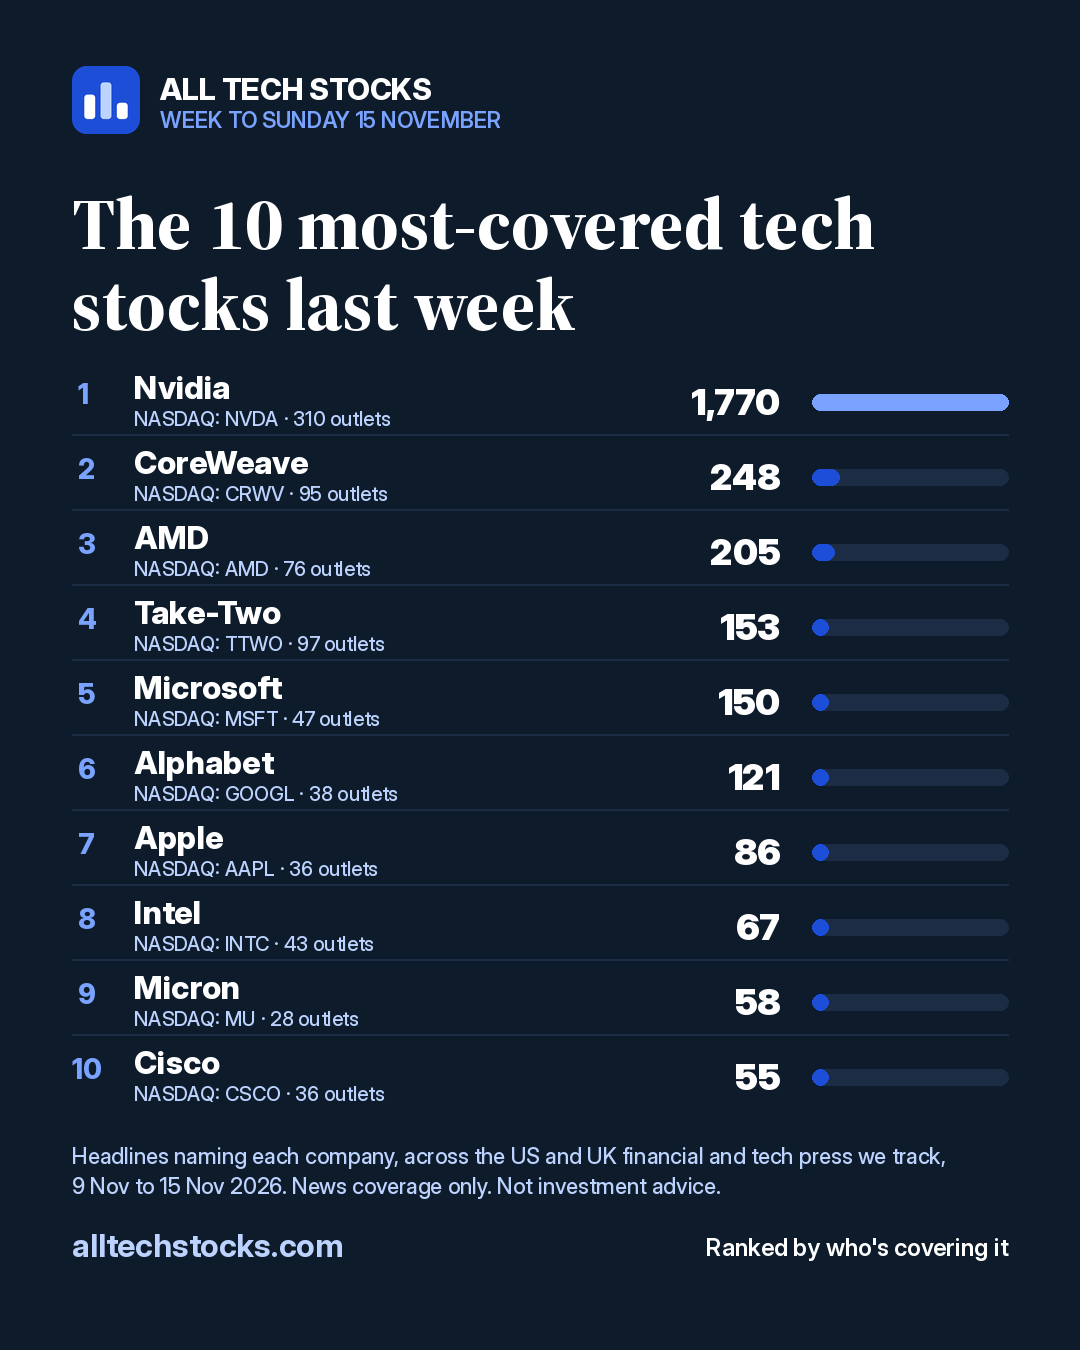 ALL TECH STOCKS
WEEK TO SUNDAY 15 NOVEMBER
The 10 most-covered tech
stocks last week
1 Nvidia 1,770
NASDAQ: NVDA · 310 outlets
2 CoreWeave 248
NASDAQ: CRWV · 95 outlets
3 AMD 205
NASDAQ: AMD · 76 outlets
4 Take-Two 153
NASDAQ: TTWO · 97 outlets
5 Microsoft 150
NASDAQ: MSFT · 47 outlets
6 Alphabet 121
NASDAQ: GOOGL · 38 outlets
7 Apple 86
NASDAQ: AAPL · 36 outlets
8 Intel 67
NASDAQ: INTC · 43 outlets
9 Micron 58
NASDAQ: MU · 28 outlets
10 Cisco 55
NASDAQ: CSCO · 36 outlets
Headlines naming each company, across the US and UK financial and tech press we track,
9 Nov to 15 Nov 2026. News coverage only. Not investment advice.
alltechstocks.com Ranked by who's covering it